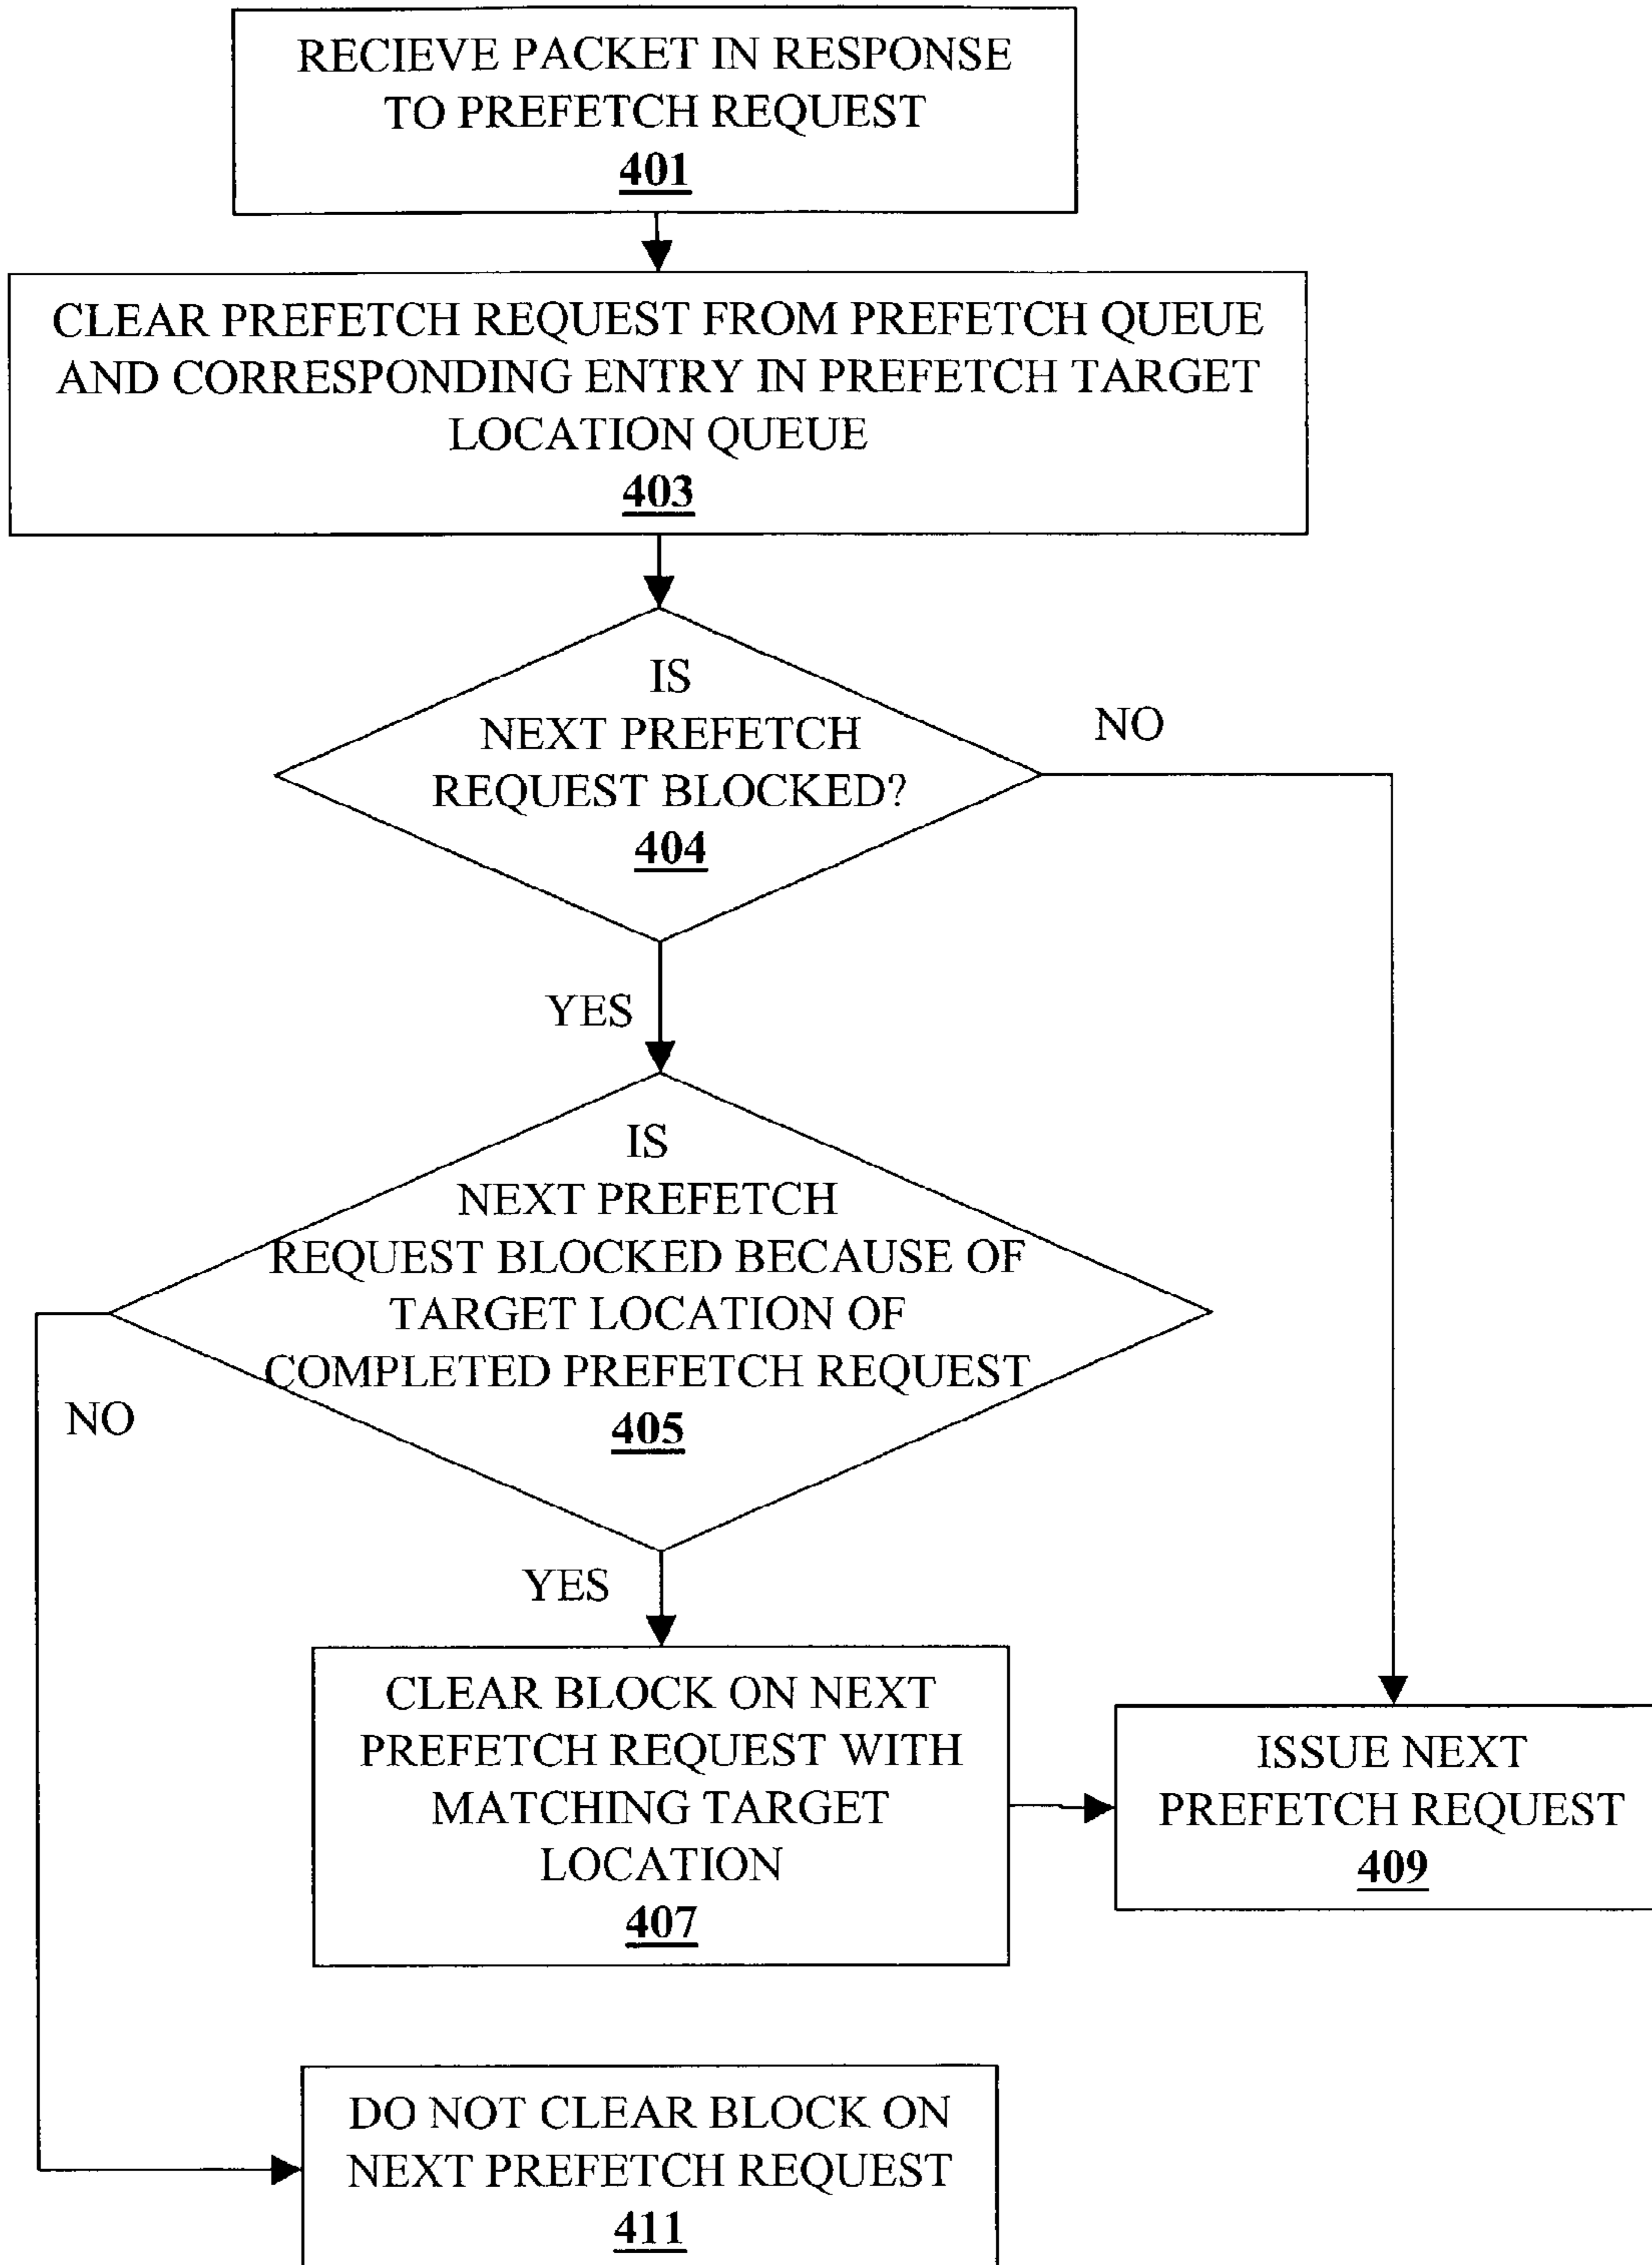 RECIEVE PACKET IN RESPONSE
TO PREFETCH REQUEST
401
CLEAR PREFETCH REQUEST FROM PREFETCH QUEUE
AND CORRESPONDING ENTRY IN PREFETCH TARGET
LOCATION QUEUE
403
IS
NEXT PREFETCH
REQUEST BLOCKED?
404
NO
YES
IS
NEXT PREFETCH
REQUEST BLOCKED BECAUSE OF
TARGET LOCATION OF
COMPLETED PREFETCH REQUEST
405
NO
YES
CLEAR BLOCK ON NEXT
PREFETCH REQUEST WITH
MATCHING TARGET
LOCATION
407
ISSUE NEXT
PREFETCH REQUEST
409
DO NOT CLEAR BLOCK ON
NEXT PREFETCH REQUEST
411